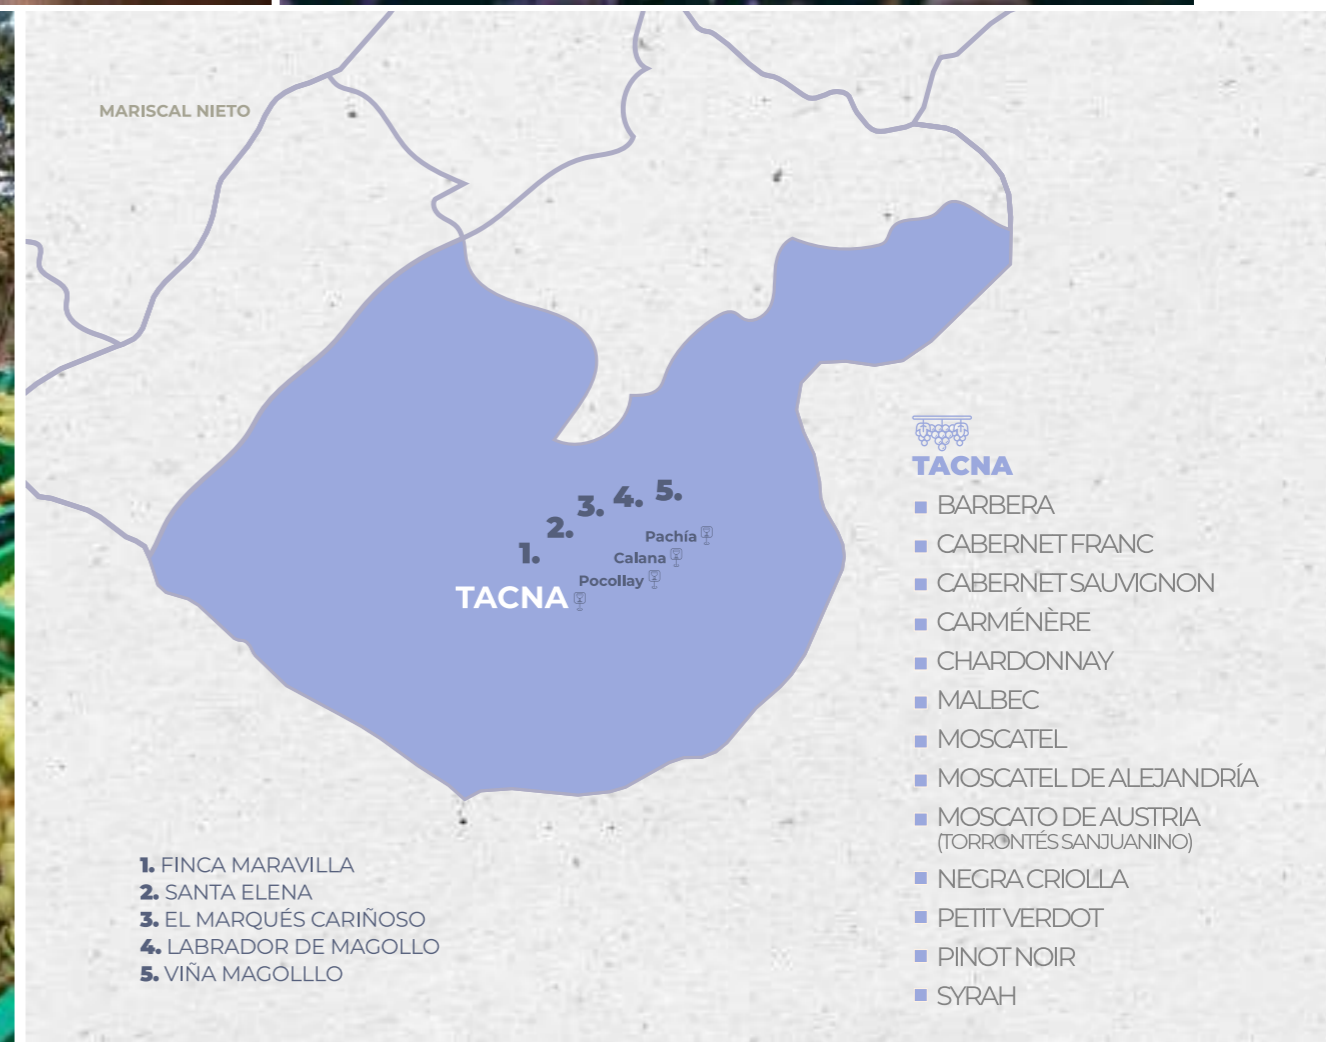 MARISCAL NIETO
5.
4.
3.
2.
1.
Pachía
Calana
Pocollay
TACNA
TACNA
BARBERA
CABERNET FRANC
CABERNET SAUVIGNON
CARMÉNÈRE
CHARDONNAY
MALBEC
MOSCATEL
MOSCATEL DE ALEJANDRÍA
MOSCATO DE AUSTRIA
(TORRONTÉS SANJUANINO)
NEGRA CRIOLLA
PETIT VERDOT
PINOT NOIR
SYRAH
1. FINCA MARAVILLA
2. SANTA ELENA
3. EL MARQUÉS CARIÑOSO
4. LABRADOR DE MAGOLLO
5. VIÑA MAGOLLLO